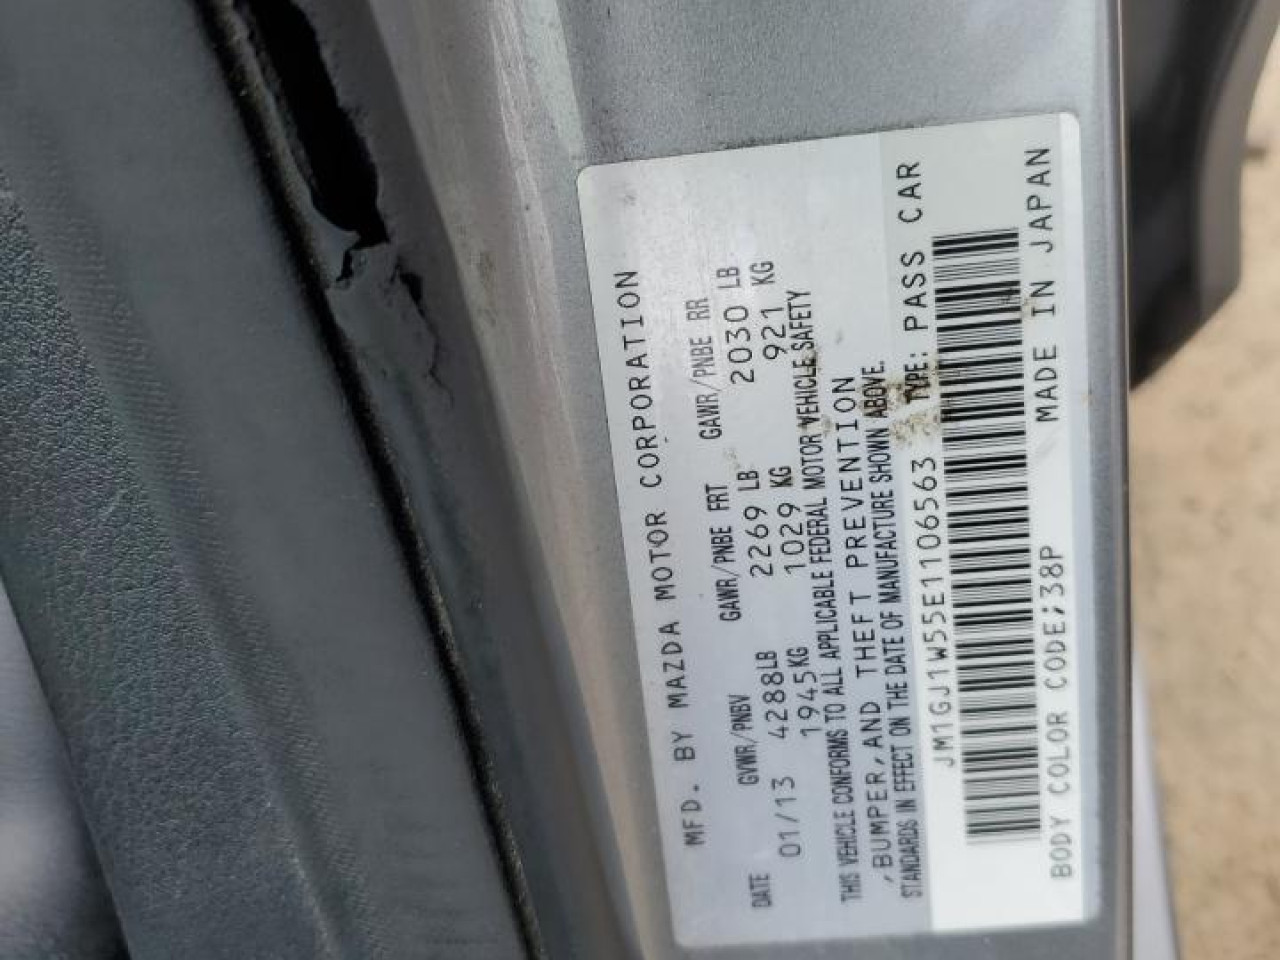 MFD. BY MAZDA MOTOR CORPORATION
DATE GVWR/PNBV GAWR/PNBE FRT GAWR/PNBE RR
01/13 4288LB 2269 LB 2030 LB
1945KG 1029 KG 921 KG
THIS VEHICLE CONFORMS TO ALL APPLICABLE FEDERAL MOTOR VEHICLE SAFETY
,BUMPER,AND THEFT PREVENTION
STANDARDS IN EFFECT ON THE DATE OF MANUFACTURE SHOWN ABOVE.
JM1GJ1W55E1106563 TYPE: PASS CAR
BODY COLOR CODE;38P MADE IN JAPAN